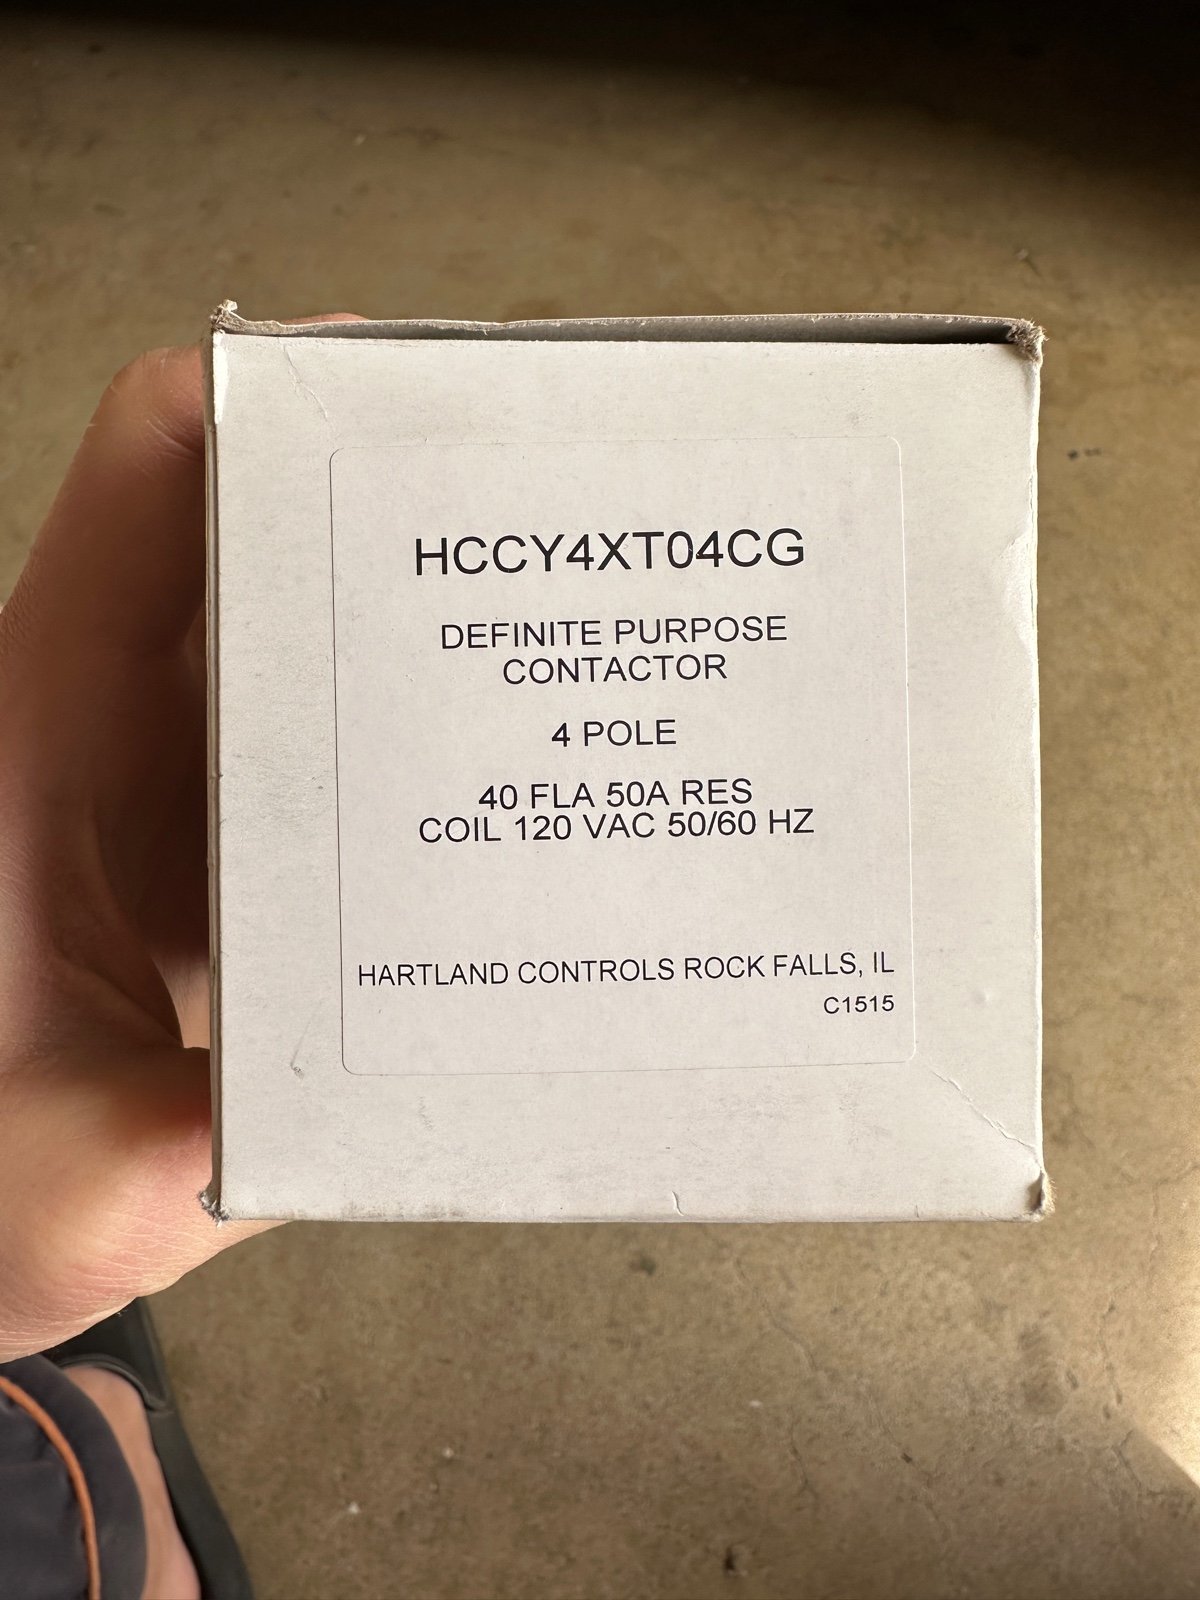 HCCY4XT04CG
DEFINITE PURPOSE
CONTACTOR
4 POLE
40 FLA 50A RES
COIL 120 VAC 50/60 HZ
HARTLAND CONTROLS ROCK FALLS, IL
C1515